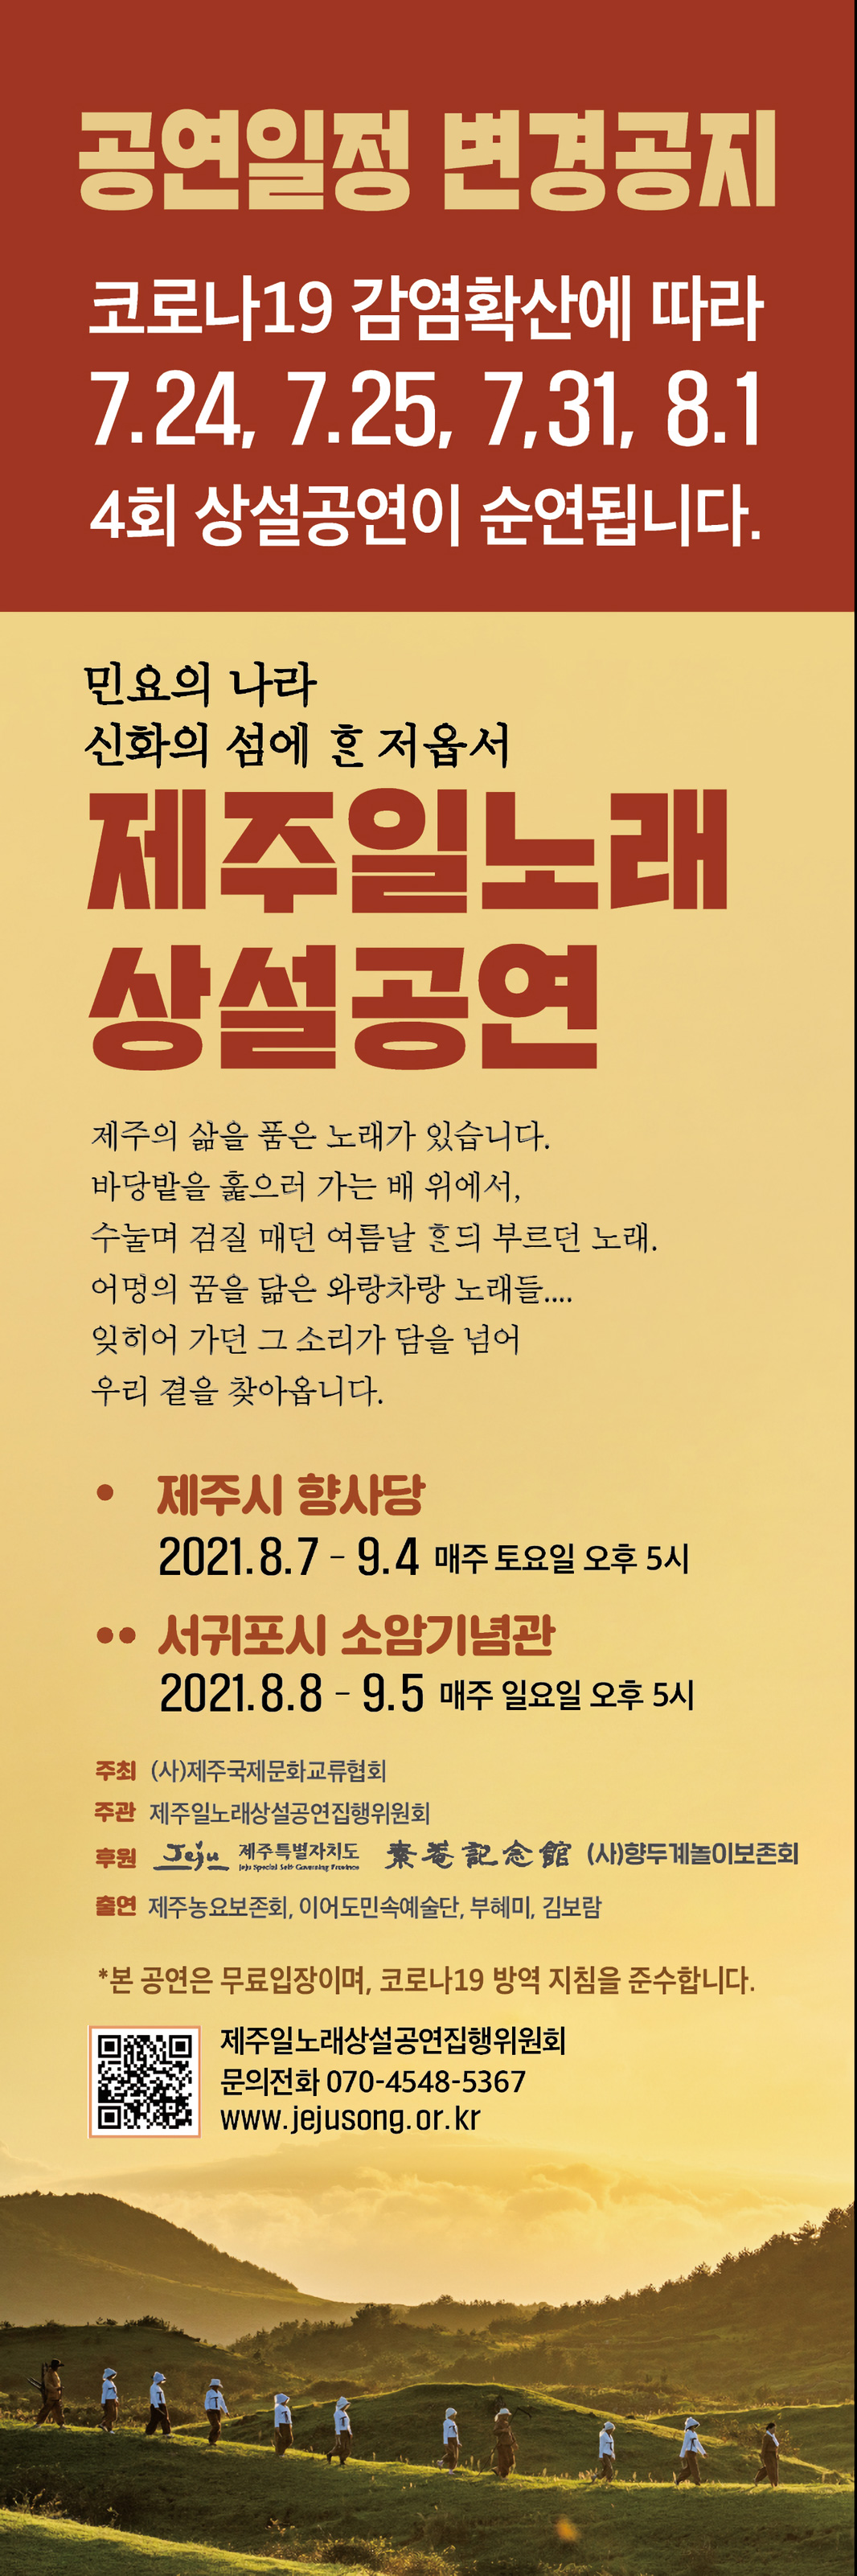 공연일정 변경공지
코로나19 감염확산에 따라
7.24, 7.25, 7,31, 8.1
4회 상설공연이 순연됩니다.
민요의 나라
신화의 섬에 ᄒᆞᆫ저옵서
제주일노래
상설공연
제주의 삶을 품은 노래가 있습니다.
바당밭을 훑으러 가는 배 위에서,
수눌며 검질 매던 여름날 ᄒᆞᆫ듸 부르던 노래.
어멍의 꿈을 닮은 와랑차랑 노래들....
잊히어 가던 그 소리가 담을 넘어
우리 곁을 찾아옵니다.
• 제주시 향사당
2021.8.7 - 9.4 매주 토요일 오후 5시
•• 서귀포시 소암기념관
2021.8.8 - 9.5 매주 일요일 오후 5시
주최 (사)제주국제문화교류협회
주관 제주일노래상설공연집행위원회
후원 Jeju 제주특별자치도 Jeju Special Self-Governing Province 素菴記念館 (사)향두계놀이보존회
출연 제주농요보존회, 이어도민속예술단, 부혜미, 김보람
*본 공연은 무료입장이며, 코로나19 방역 지침을 준수합니다.
제주일노래상설공연집행위원회
문의전화 070-4548-5367
www.jejusong.or.kr